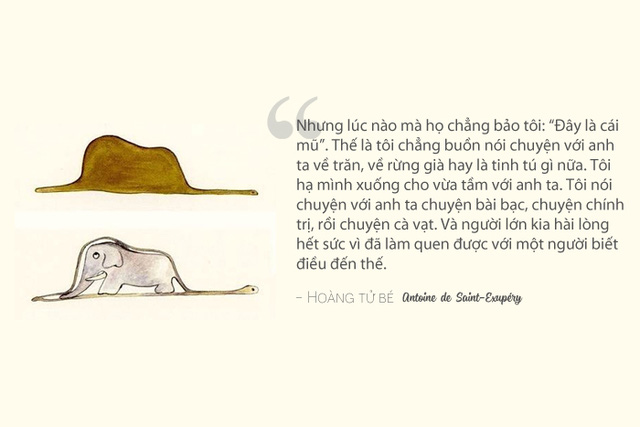 “
Nhưng lúc nào mà họ chẳng bảo tôi: “Đây là cái
mũ”. Thế là tôi chẳng buồn nói chuyện với anh
ta về trăn, về rừng già hay là tinh tú gì nữa. Tôi
hạ mình xuống cho vừa tầm với anh ta. Tôi nói
chuyện với anh ta chuyện bài bạc, chuyện chính
trị, rồi chuyện cà vạt. Và người lớn kia hài lòng
hết sức vì đã làm quen được với một người biết
điều đến thế.
– HOÀNG TỬ BÉ Antoine de Saint-Exupéry